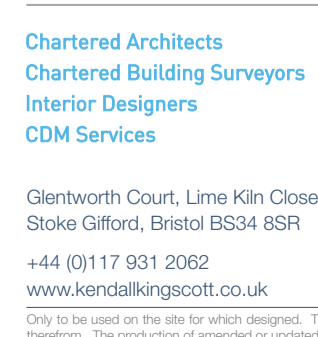 Chartered Architects
Chartered Building Surveyors
Interior Designers
CDM Services
Glentworth Court, Lime Kiln Close
Stoke Gifford, Bristol BS34 8SR
+44 (0)117 931 2062
www.kendallkingscott.co.uk
Only to be used on the site for which designed. T
therefrom. The production of amended or updated